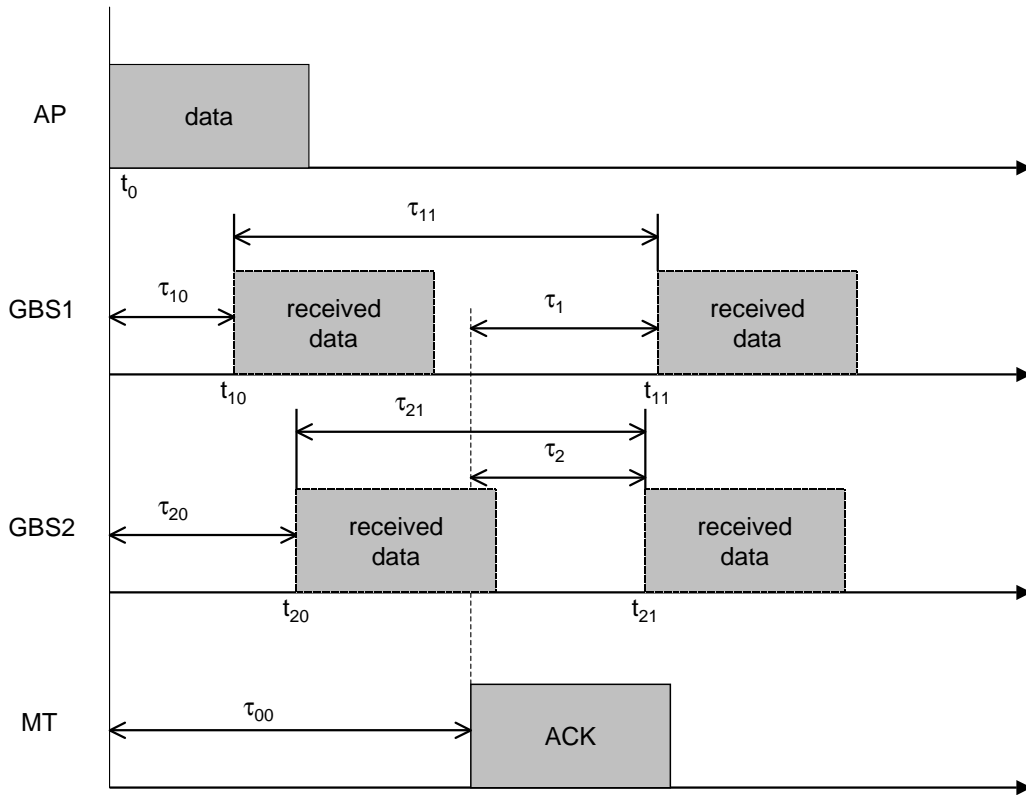 AP
data
t₀
τ₁₁
GBS1
τ₁₀
received
data
τ₁
received
data
t₁₀
t₁₁
τ₂₁
τ₂
GBS2
τ₂₀
received
data
received
data
t₂₀
t₂₁
MT
τ₀₀
ACK